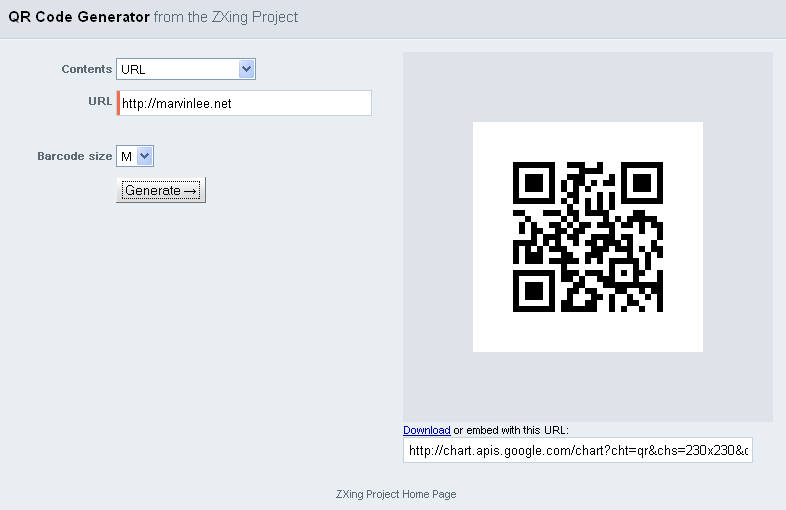 QR Code Generator from the ZXing Project
Contents URL
URL http://marvinlee.net
Barcode size M
Generate →
Download or embed with this URL:
http://chart.apis.google.com/chart?cht=qr&chs=230x230&c
ZXing Project Home Page